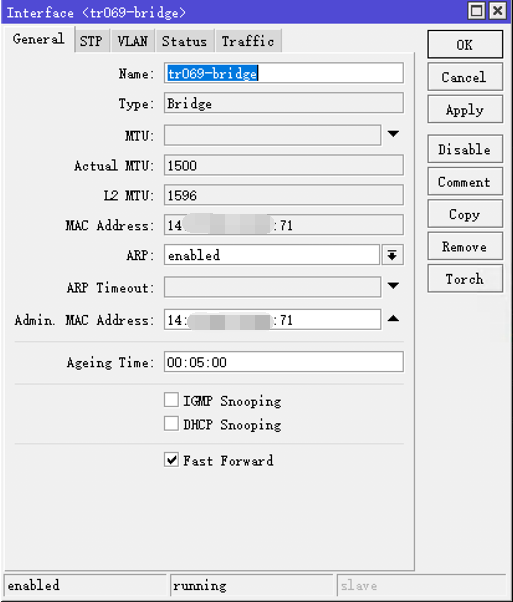 Interface <tr069-bridge>
General STP VLAN Status Traffic
Name: tr069-bridge
Type: Bridge
MTU:
Actual MTU: 1500
L2 MTU: 1596
MAC Address: 14 :71
ARP: enabled
ARP Timeout:
Admin. MAC Address: 14: :71
Ageing Time: 00:05:00
IGMP Snooping
DHCP Snooping
Fast Forward
OK
Cancel
Apply
Disable
Comment
Copy
Remove
Torch
enabled running slave